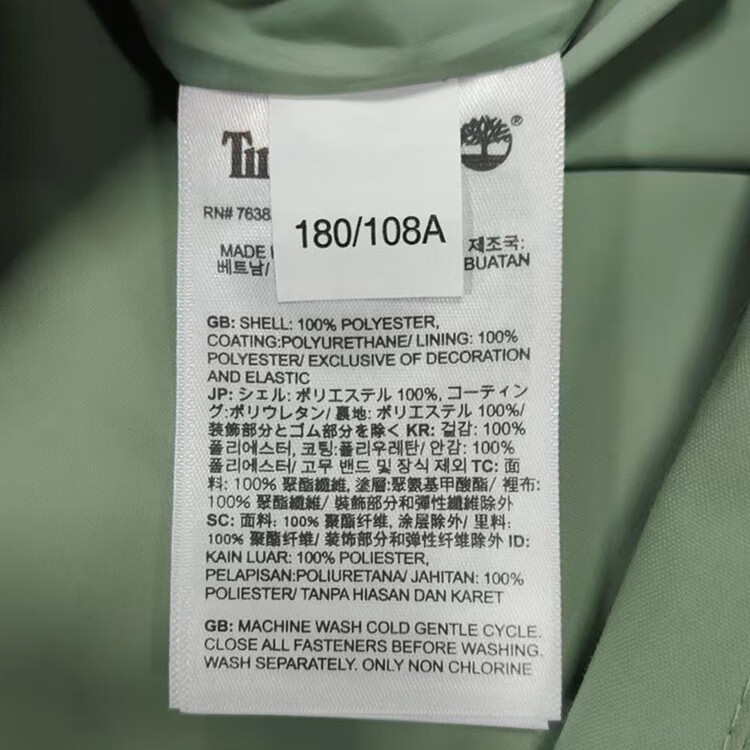 Ti
®
RN# 7638
180/108A
MADE
제조국:
베트남/
BUATAN
GB: SHELL: 100% POLYESTER,
COATING:POLYURETHANE/ LINING: 100%
POLYESTER/ EXCLUSIVE OF DECORATION
AND ELASTIC
JP: シェル: ポリエステル 100%, コーティン
グ:ポリウレタン/ 裏地: ポリエステル 100%/
装飾部分とゴム部分を除く KR: 겉감: 100%
폴리에스터, 코팅:폴리우레탄/ 안감: 100%
폴리에스터/ 고무 밴드 및 장식 제외 TC: 面
料: 100% 聚酯纖維, 塗層:聚氨基甲酸酯/ 裡布:
100% 聚酯纖維/ 裝飾部分和彈性纖維除外
SC: 面料: 100% 聚酯纤维, 涂层除外/ 里料:
100% 聚酯纤维/ 装饰部分和弹性纤维除外 ID:
KAIN LUAR: 100% POLIESTER,
PELAPISAN:POLIURETANA/ JAHITAN: 100%
POLIESTER/ TANPA HIASAN DAN KARET
GB: MACHINE WASH COLD GENTLE CYCLE.
CLOSE ALL FASTENERS BEFORE WASHING.
WASH SEPARATELY. ONLY NON CHLORINE